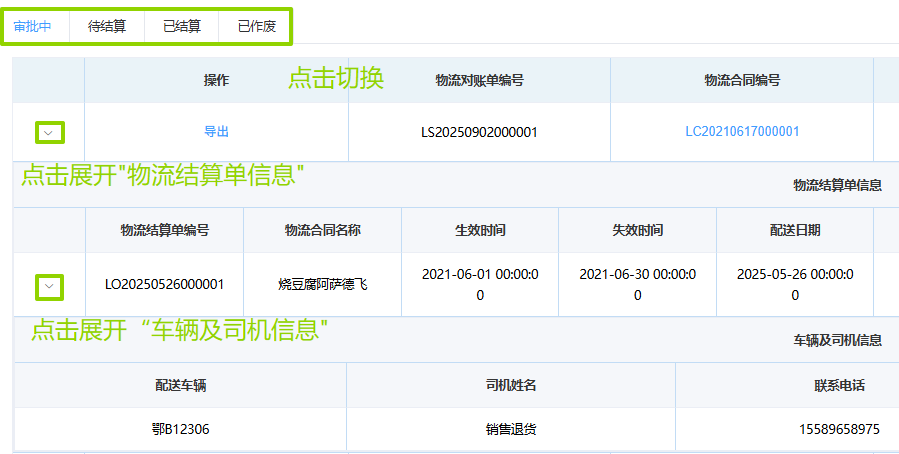 审批中 待结算 已结算 已作废
操作 点击切换 物流对账单编号 物流合同编号
导出 LS20250902000001 LC20210617000001
点击展开"物流结算单信息"
物流结算单信息
物流结算单编号 物流合同名称 生效时间 失效时间 配送日期
LO20250526000001 烧豆腐阿萨德飞 2021-06-01 00:00:0 2021-06-30 00:00:0 2025-05-26 00:00:0
0 0 0
点击展开“车辆及司机信息"
车辆及司机信息
配送车辆 司机姓名 联系电话
鄂B12306 销售退货 15589658975